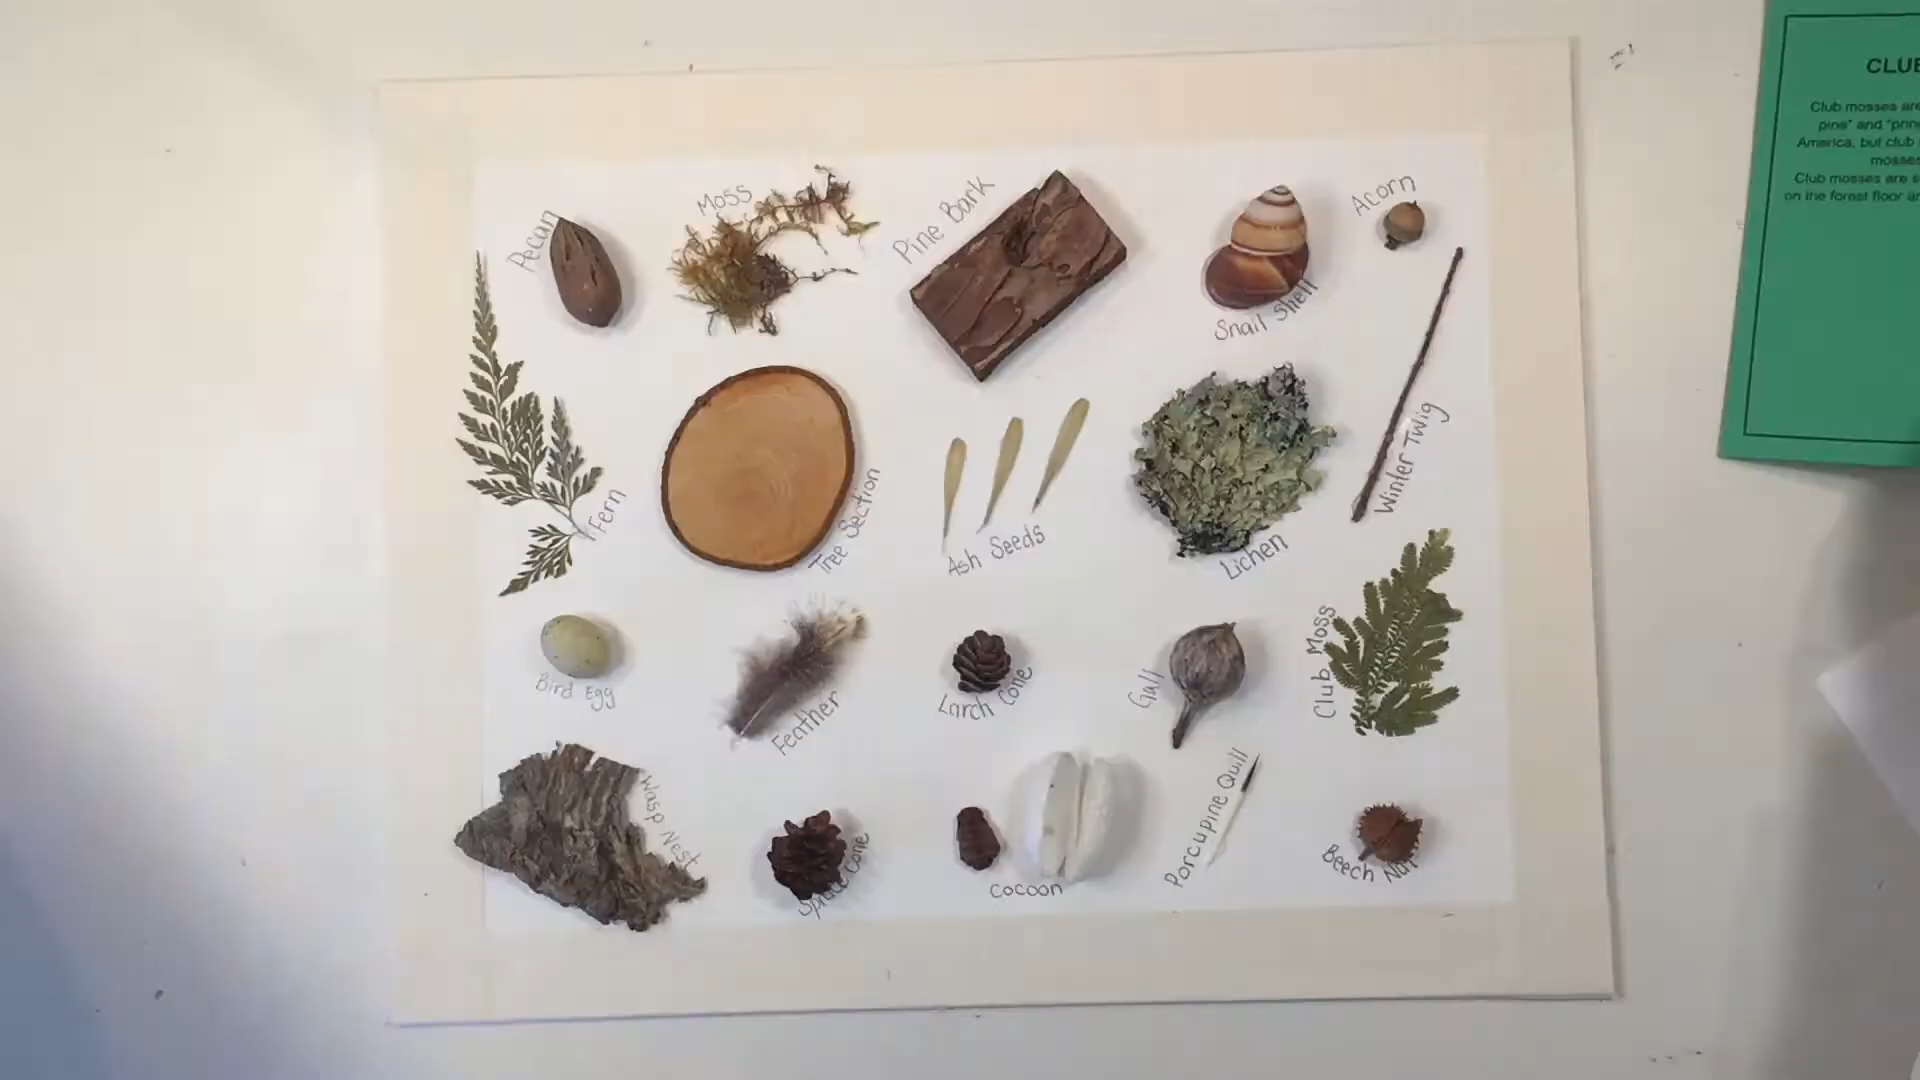 Pecan
Moss
Pine Bark
Snail Shell
Acorn
Fern
Tree Section
Ash Seeds
Lichen
Winter Twig
Bird Egg
Feather
Larch Cone
Gall
Club Moss
Wasp Nest
Spruce Cone
Cocoon
Porcupine Quill
Beech Nut
Club mosses are
pine" and
America, but club
mosses
Club mosses are
on the forest floor